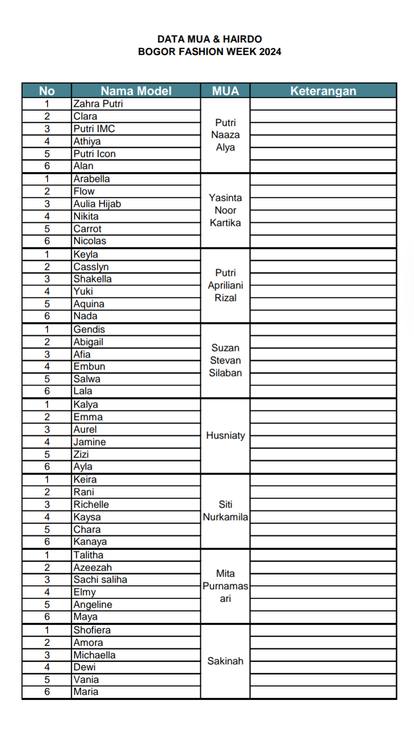 DATA MUA & HAIRDO
BOGOR FASHION WEEK 2024
No Nama Model MUA Keterangan
1 Zahra Putri
2 Clara
3 Putri IMC
4 Athiya
5 Putri Icon
6 Alan
Putri
Naaza
Alya
1 Arabella
2 Flow
3 Aulia Hijab
4 Nikita
5 Carrot
6 Nicolas
Yasinta
Noor
Kartika
1 Keyla
2 Casslyn
3 Shakella
4 Yuki
5 Aquina
6 Nada
Putri
Apriliani
Rizal
1 Gendis
2 Abigail
3 Afia
4 Embun
5 Salwa
6 Lala
Suzan
Stevan
Silaban
1 Kalya
2 Emma
3 Aurel
4 Jamine
5 Zizi
6 Ayla
Husniaty
1 Keira
2 Rani
3 Richelle
4 Kaysa
5 Chara
6 Kanaya
Siti
Nurkamila
1 Talitha
2 Azeezah
3 Sachi saliha
4 Elmy
5 Angeline
6 Maya
Mita
Purnamas
ari
1 Shofiera
2 Amora
3 Michaella
4 Dewi
5 Vania
6 Maria
Sakinah